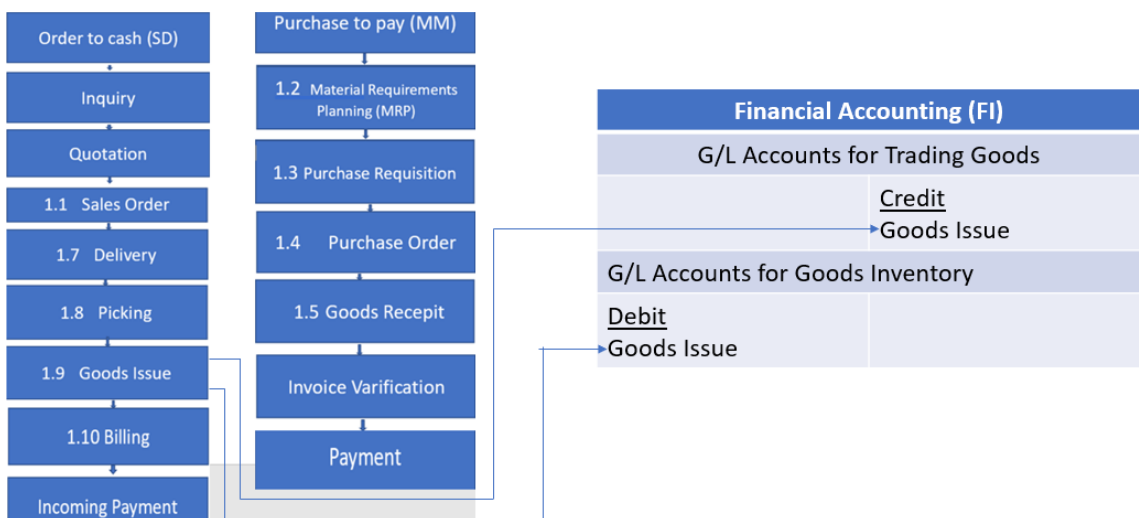 Order to cash (SD)
Inquiry
Quotation
1.1 Sales Order
1.7 Delivery
1.8 Picking
1.9 Goods Issue
1.10 Billing
Incoming Payment
Purchase to pay (MM)
1.2 Material Requirements
Planning (MRP)
1.3 Purchase Requisition
1.4 Purchase Order
1.5 Goods Recepit
Invoice Varification
Payment
Financial Accounting (FI)
G/L Accounts for Trading Goods
Credit
Goods Issue
G/L Accounts for Goods Inventory
Debit
Goods Issue